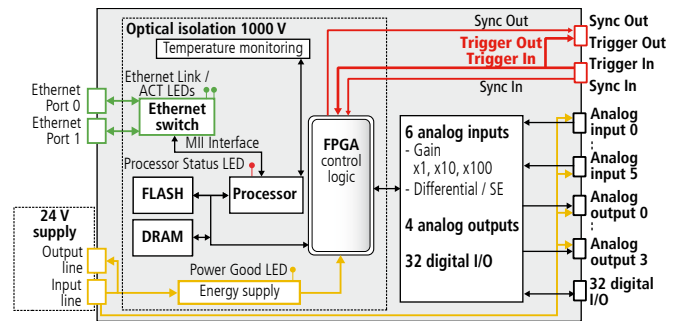 Optical isolation 1000 V
Sync Out
Sync Out
Temperature monitoring
Trigger Out
Trigger Out
Trigger In
Trigger In
Sync In
Sync In
Ethernet Link /
ACT LEDs
Ethernet
Port 0
Ethernet
Port 1
Ethernet
switch
MII Interface
Processor Status LED
FLASH
Processor
DRAM
FPGA
control
logic
6 analog inputs
- Gain
x1, x10, x100
- Differential / SE
4 analog outputs
32 digital I/O
Analog
input 0
Analog
input 5
Analog
output 0
Analog
output 3
32 digital
I/O
24 V
supply
Output
line
Input
line
Power Good LED
Energy supply